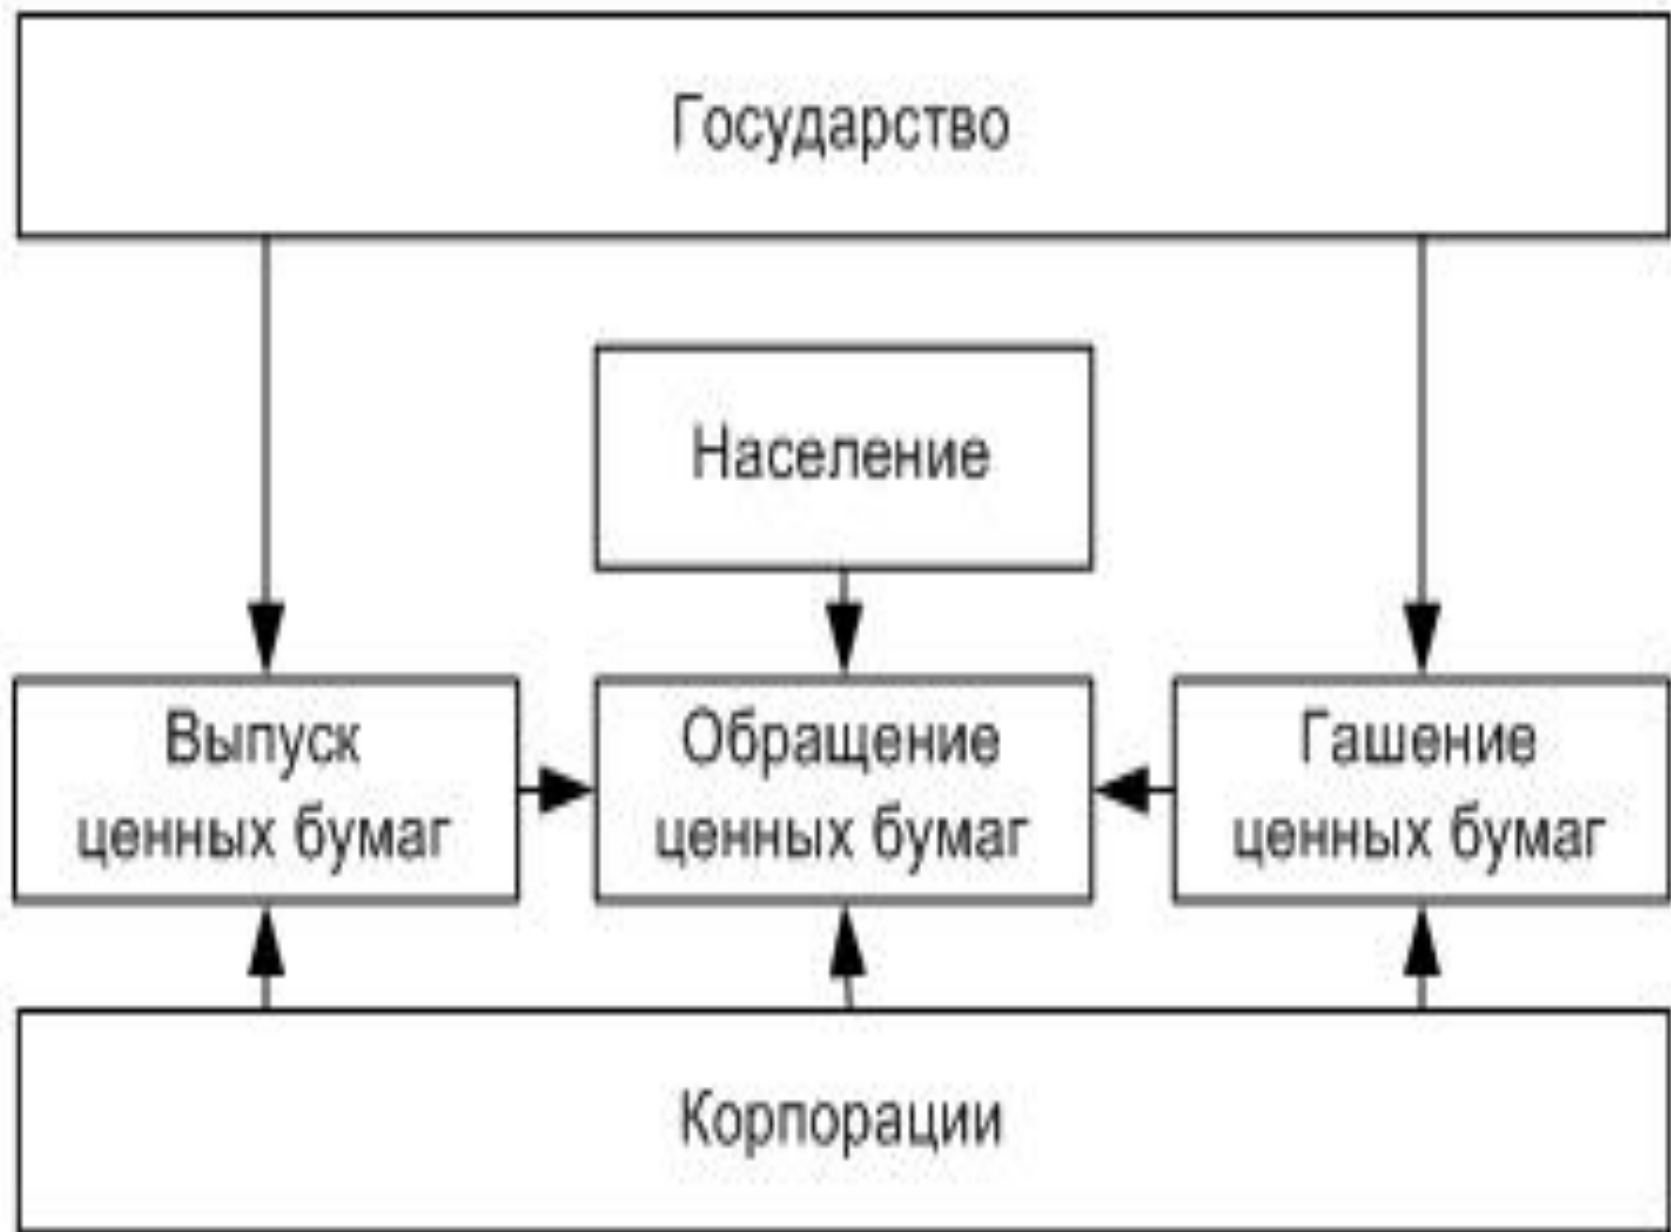 Государство
Население
Выпуск
ценных бумаг
Обращение
ценных бумаг
Гашение
ценных бумаг
Корпорации